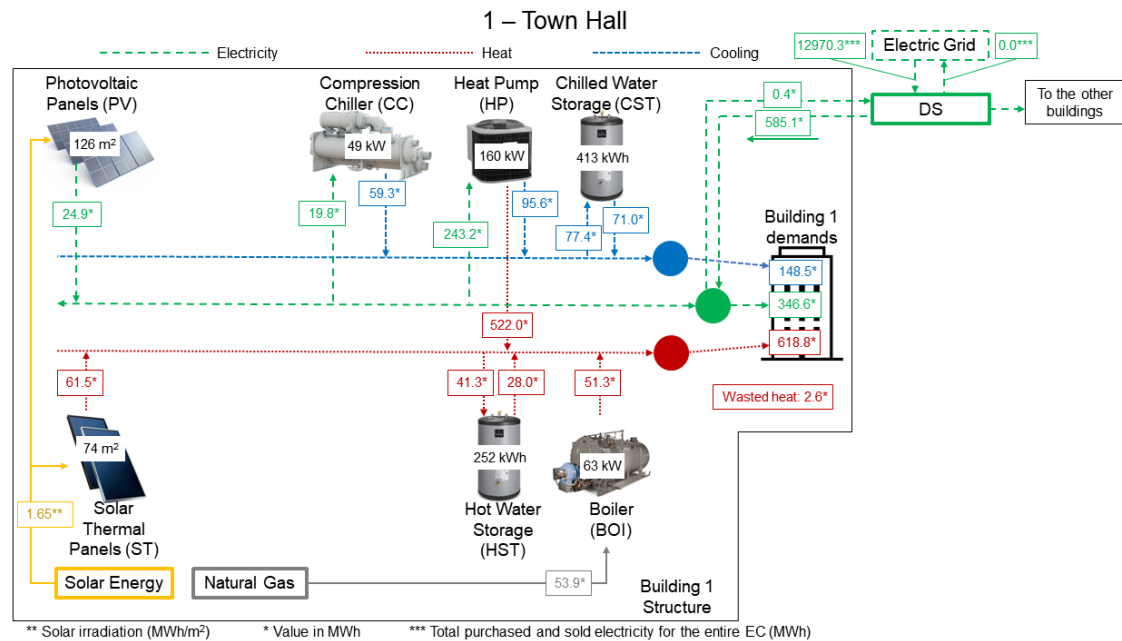 1 – Town Hall
Electricity
Heat
Cooling
12970.3***
Electric Grid
0.0***
DS
To the other
buildings
0.4*
585.1*
Photovoltaic
Panels (PV)
126 m²
24.9*
Compression
Chiller (CC)
49 kW
19.8*
59.3*
Heat Pump
(HP)
160 kW
243.2*
95.6*
522.0*
Chilled Water
Storage (CST)
413 kWh
77.4*
71.0*
Building 1
demands
148.5*
346.6*
618.8*
Wasted heat: 2.6*
61.5*
74 m²
Solar
Thermal
Panels (ST)
1.65**
41.3*
28.0*
252 kWh
Hot Water
Storage
(HST)
51.3*
63 kW
Boiler
(BOI)
Solar Energy
Natural Gas
53.9*
Building 1
Structure
** Solar irradiation (MWh/m²)
* Value in MWh
*** Total purchased and sold electricity for the entire EC (MWh)